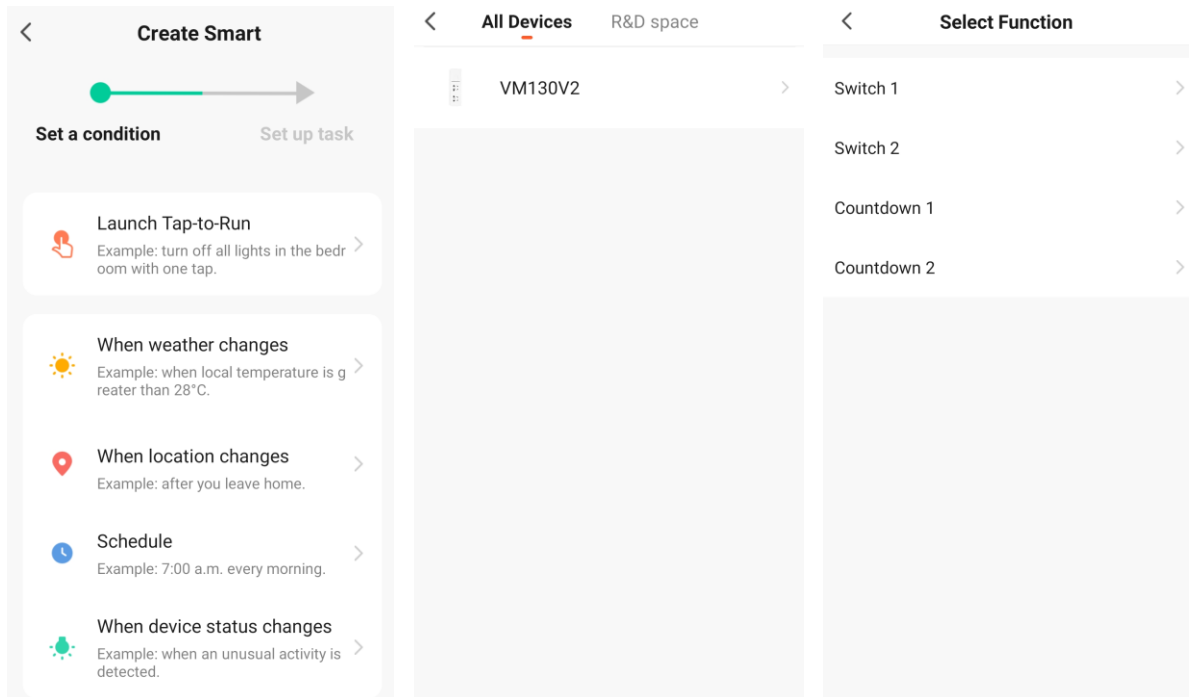 Create Smart
Set a condition
Set up task
Launch Tap-to-Run
Example: turn off all lights in the bedr
oom with one tap.
When weather changes
Example: when local temperature is g
reater than 28°C.
When location changes
Example: after you leave home.
Schedule
Example: 7:00 a.m. every morning.
When device status changes
Example: when an unusual activity is
detected.
All Devices R&D space
VM130V2
Select Function
Switch 1
Switch 2
Countdown 1
Countdown 2